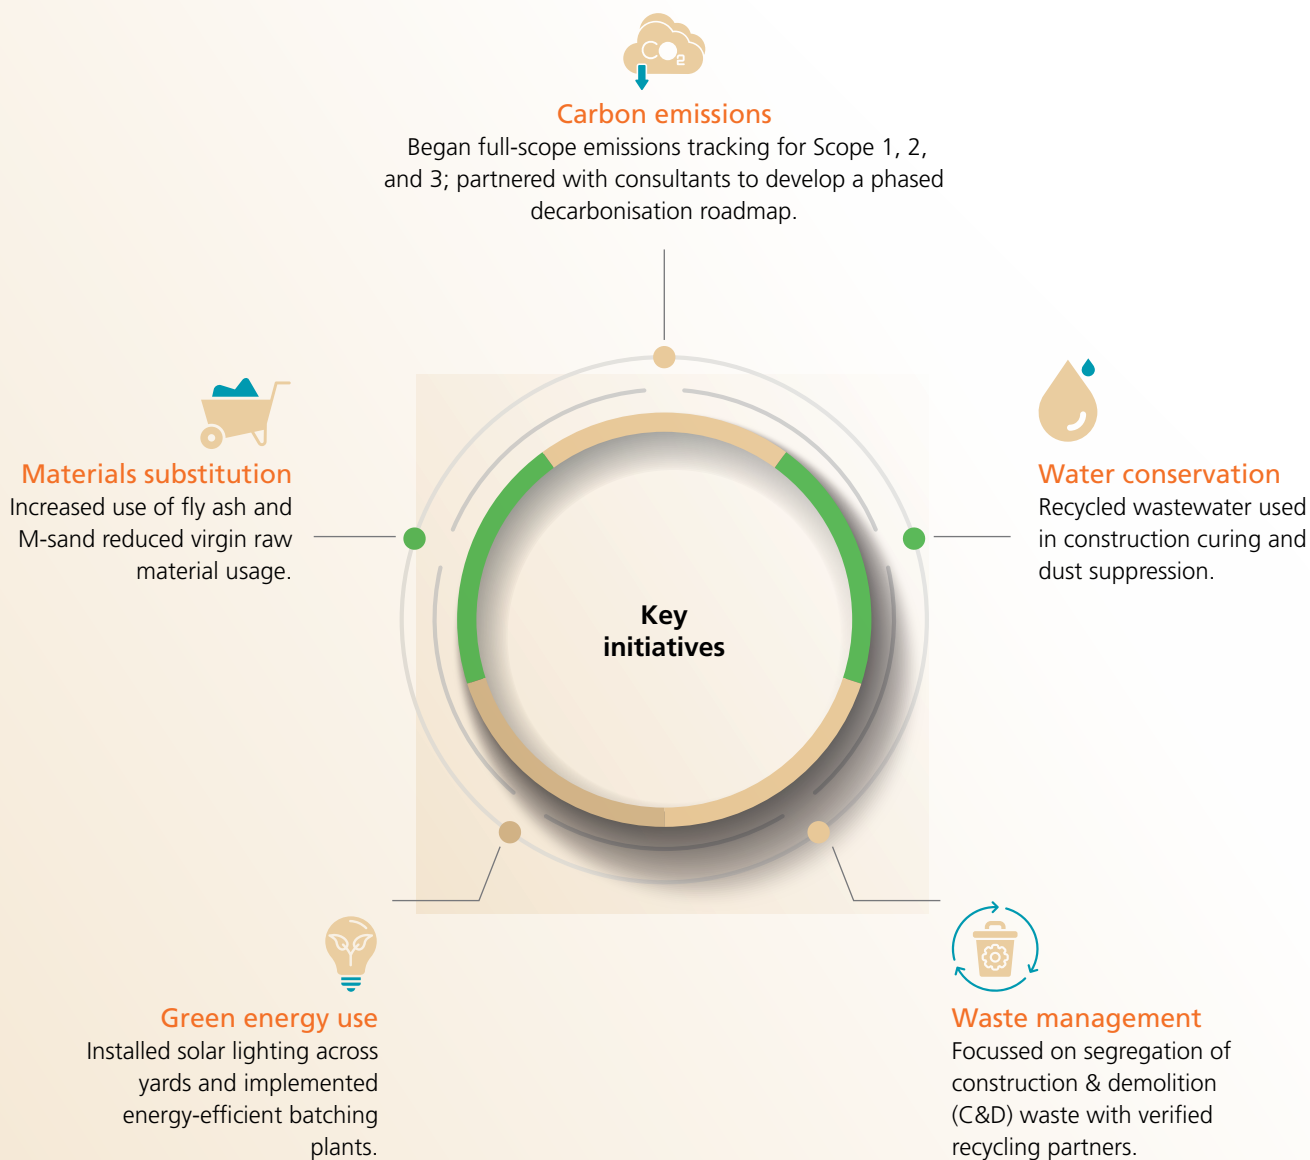 CO2
Carbon emissions
Began full-scope emissions tracking for Scope 1, 2,
and 3; partnered with consultants to develop a phased
decarbonisation roadmap.
Materials substitution
Increased use of fly ash and
M-sand reduced virgin raw
material usage.
Water conservation
Recycled wastewater used
in construction curing and
dust suppression.
Key
initiatives
Green energy use
Installed solar lighting across
yards and implemented
energy-efficient batching
plants.
Waste management
Focussed on segregation of
construction & demolition
(C&D) waste with verified
recycling partners.